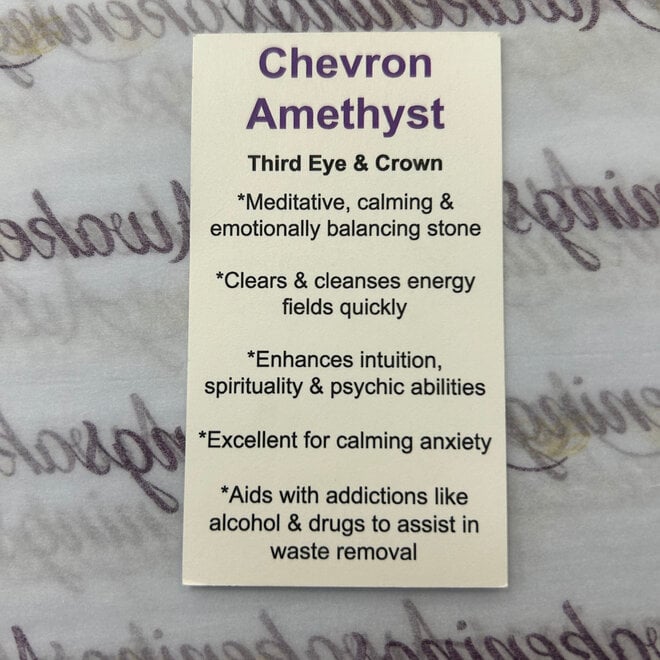 Awakenings
Chevron
Amethyst
Third Eye & Crown
*Meditative, calming &
emotionally balancing stone
*Clears & cleanses energy
fields quickly
*Enhances intuition,
spirituality & psychic abilities
*Excellent for calming anxiety
*Aids with addictions like
alcohol & drugs to assist in
waste removal